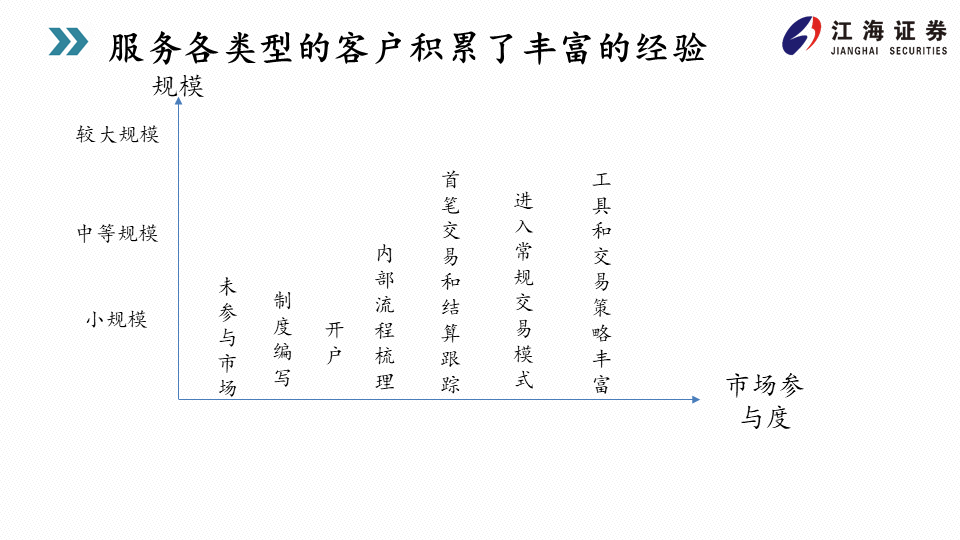 服务各类型的客户积累了丰富的经验
江海证券
JIANGHAI SECURITIES
规模
较大规模
中等规模
小规模
未参与市场
制度编写
开户
内部流程梳理
首笔交易和结算跟踪
进入常规交易模式
工具和交易策略丰富
市场参
与度